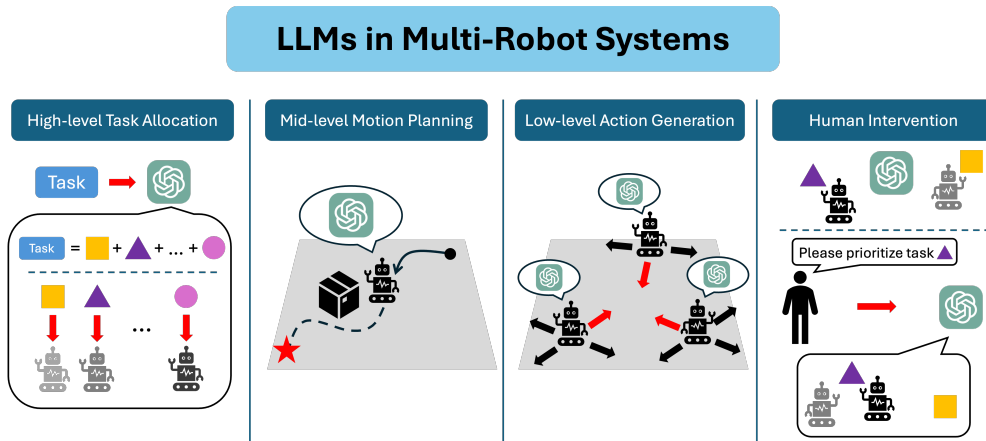 LLMs in Multi-Robot Systems
High-level Task Allocation
Task
Task = + + ... +
...
Mid-level Motion Planning
Low-level Action Generation
Human Intervention
Please prioritize task